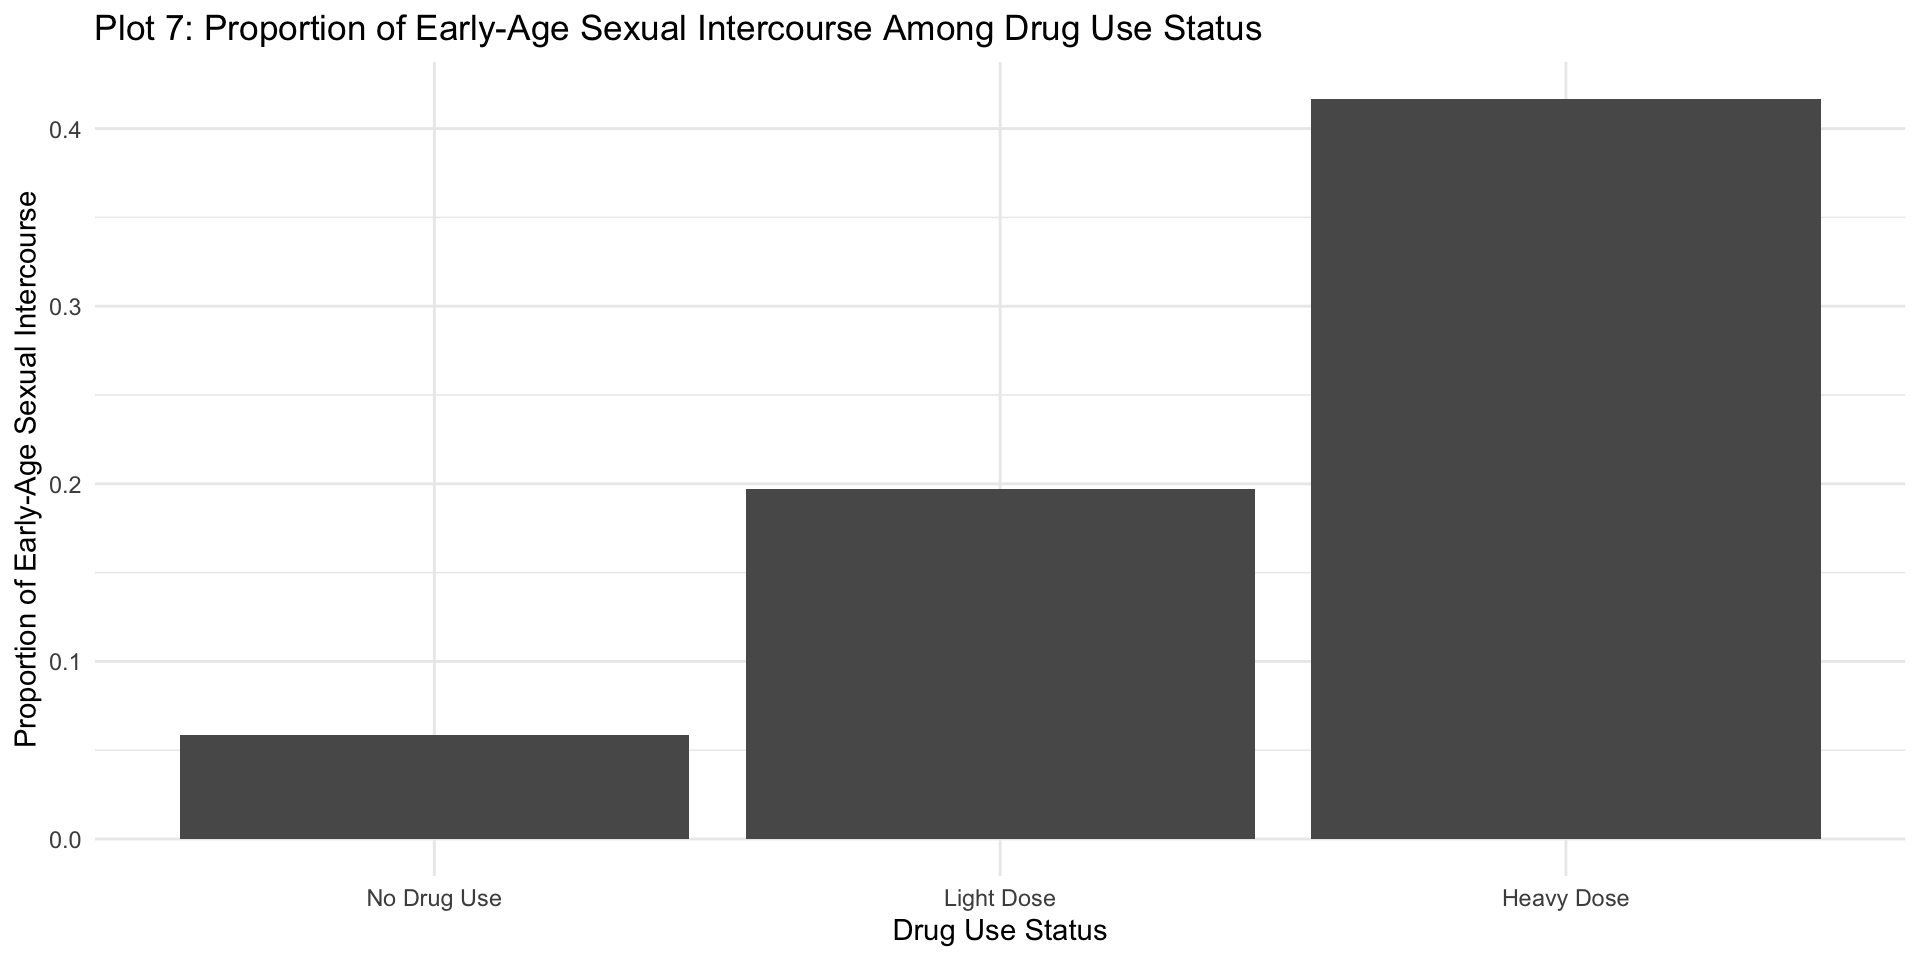 Plot 7: Proportion of Early-Age Sexual Intercourse Among Drug Use Status
Proportion of Early-Age Sexual Intercourse
0.4
0.3
0.2
0.1
0.0
No Drug Use
Light Dose
Heavy Dose
Drug Use Status